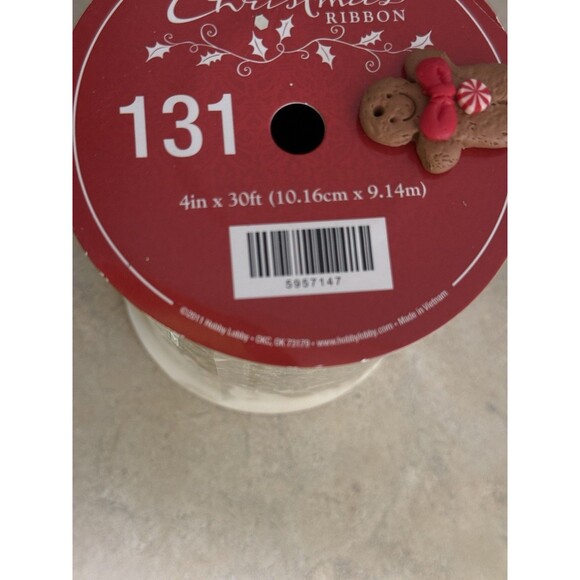 Christmas
RIBBON
131
4in x 30ft (10.16cm x 9.14m)
5957147
©2011 Hobby Lobby • OKC, OK 73179 • www.hobbylobby.com • Made in Vietnam